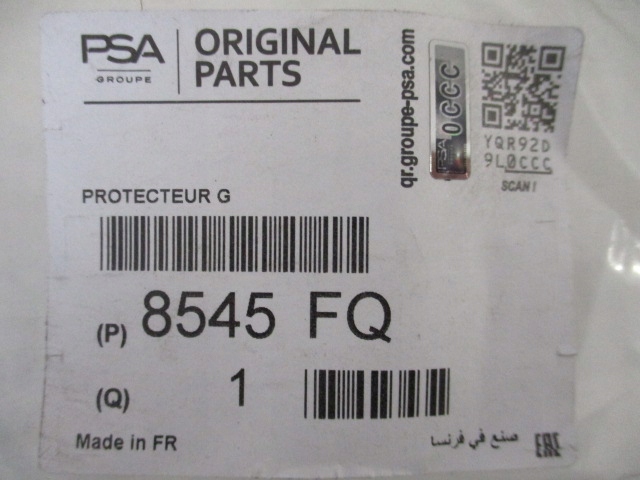 PSA
GROUPE
ORIGINAL
PARTS
qr.groupe-psa.com
PSA
0CCC
YQR92D
9L0CCC
SCAN!
PROTECTEUR G
(P) 8545 FQ
(Q) 1
Made in FR
صنع في فرنسا
EAC